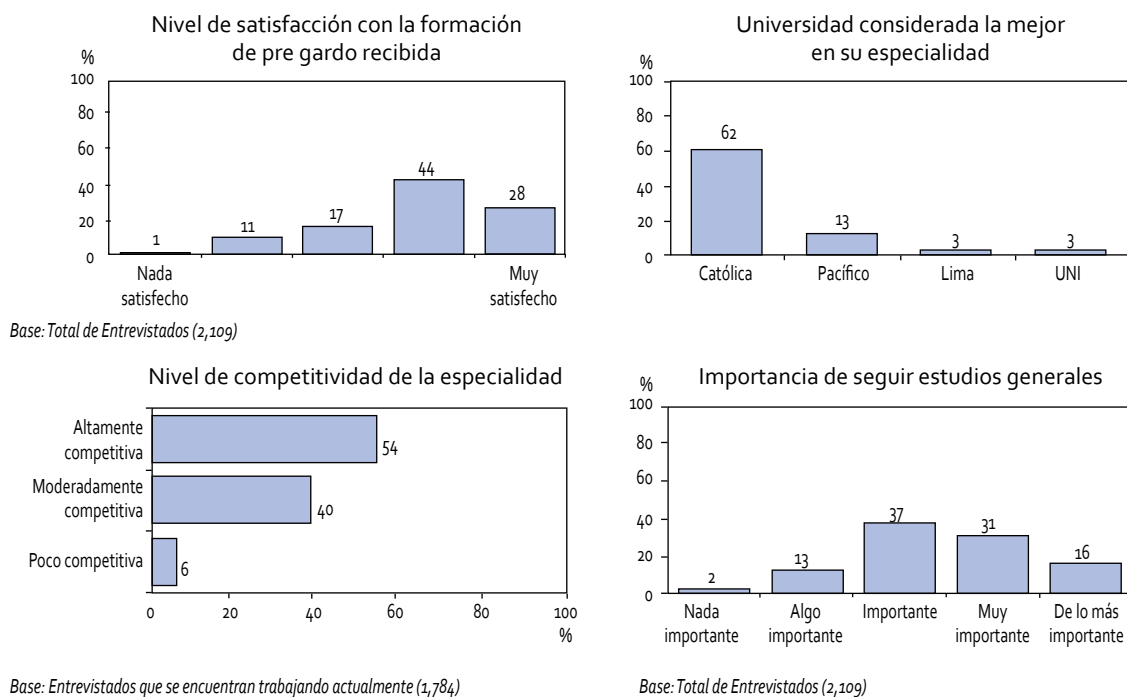 Nivel de satisfacción con la formación
de pre gardo recibida
%
100
80
60
40
20
0
1
11
17
44
28
Nada
satisfecho
Muy
satisfecho
Base: Total de Entrevistados (2,109)
Universidad considerada la mejor
en su especialidad
%
100
80
60
40
20
0
62
13
3
3
Católica
Pacífico
Lima
UNI
Nivel de competitividad de la especialidad
Altamente
competitiva
54
Moderadamente
competitiva
40
Poco competitiva
6
0
20
40
60
80
100
%
Base: Entrevistados que se encuentran trabajando actualmente (1,784)
Importancia de seguir estudios generales
%
100
80
60
40
20
0
2
13
37
31
16
Nada
importante
Algo
importante
Importante
Muy
importante
De lo más
importante
Base: Total de Entrevistados (2,109)